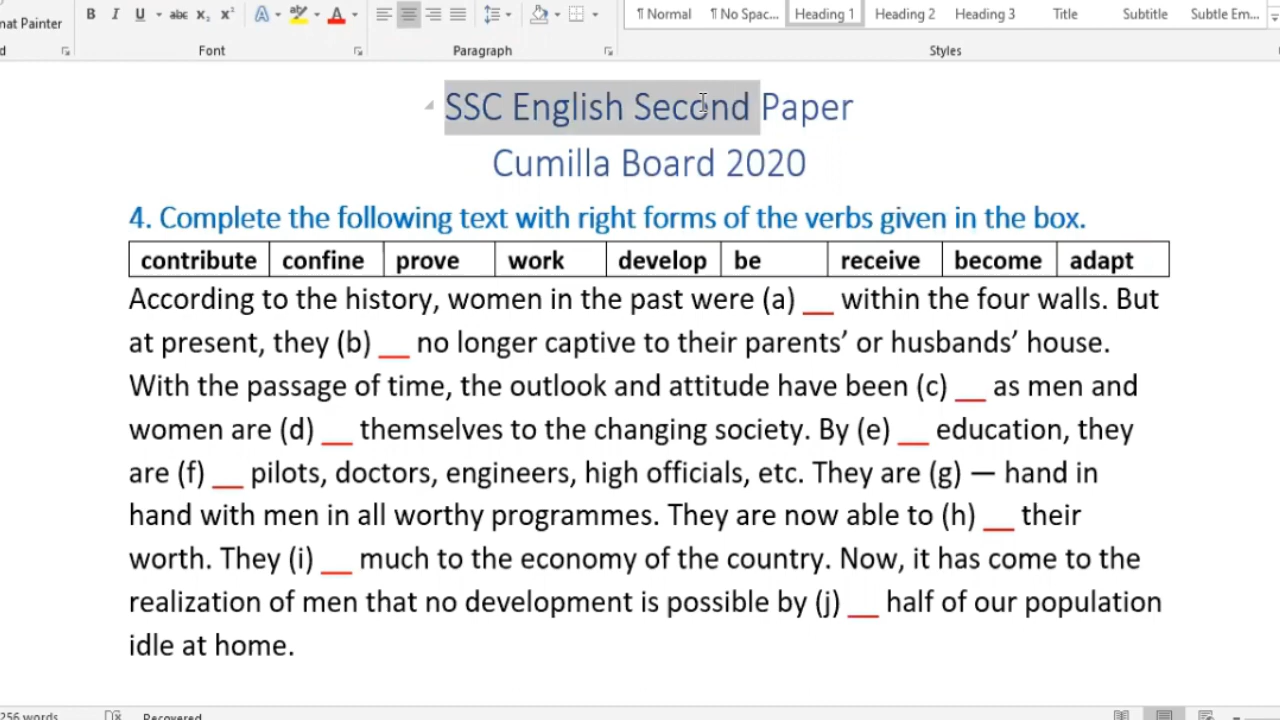 nat Painter
B I U abc X₂ X² A ab A
¶ Normal ¶ No Spac... Heading 1 Heading 2 Heading 3 Title Subtitle Subtle Em...
d Font Paragraph Styles
SSC English Second Paper
Cumilla Board 2020
4. Complete the following text with right forms of the verbs given in the box.
contribute confine prove work develop be receive become adapt
According to the history, women in the past were (a) __ within the four walls. But
at present, they (b) __ no longer captive to their parents’ or husbands’ house.
With the passage of time, the outlook and attitude have been (c) __ as men and
women are (d) __ themselves to the changing society. By (e) __ education, they
are (f) __ pilots, doctors, engineers, high officials, etc. They are (g) — hand in
hand with men in all worthy programmes. They are now able to (h) __ their
worth. They (i) __ much to the economy of the country. Now, it has come to the
realization of men that no development is possible by (j) __ half of our population
idle at home.
256 words Recovered